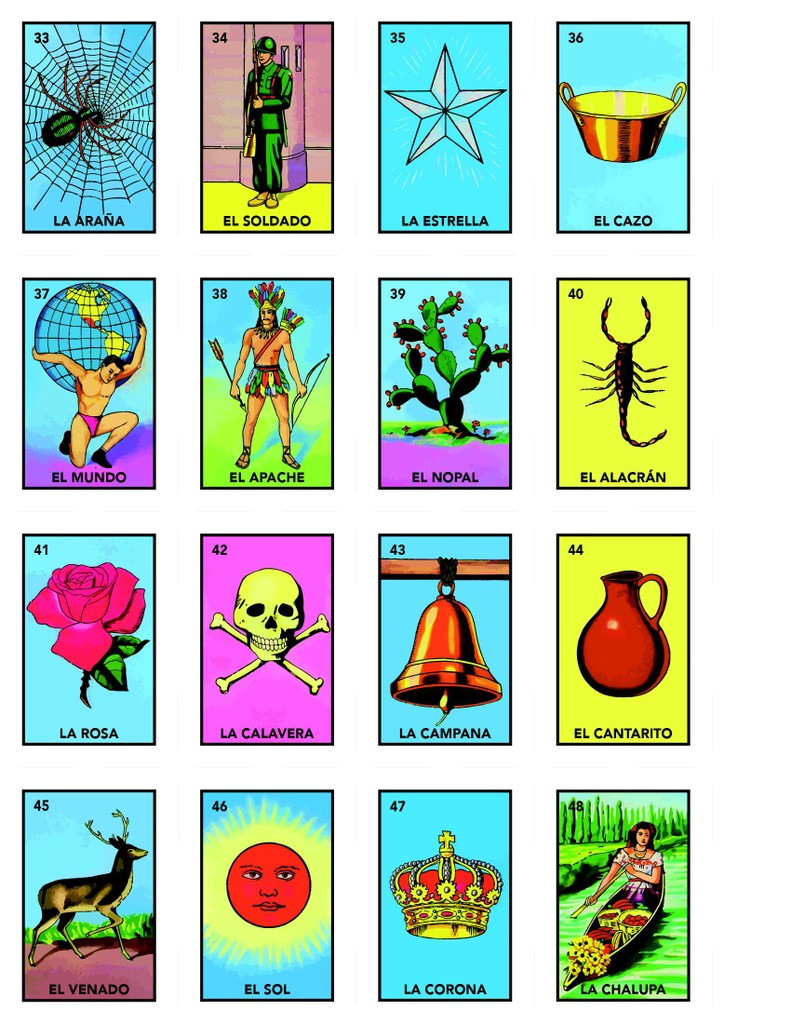 33
LA ARAÑA
34
EL SOLDADO
35
LA ESTRELLA
36
EL CAZO
37
EL MUNDO
38
EL APACHE
39
EL NOPAL
40
EL ALACRÁN
41
LA ROSA
42
LA CALAVERA
43
LA CAMPANA
44
EL CANTARITO
45
EL VENADO
46
EL SOL
47
LA CORONA
48
LA CHALUPA